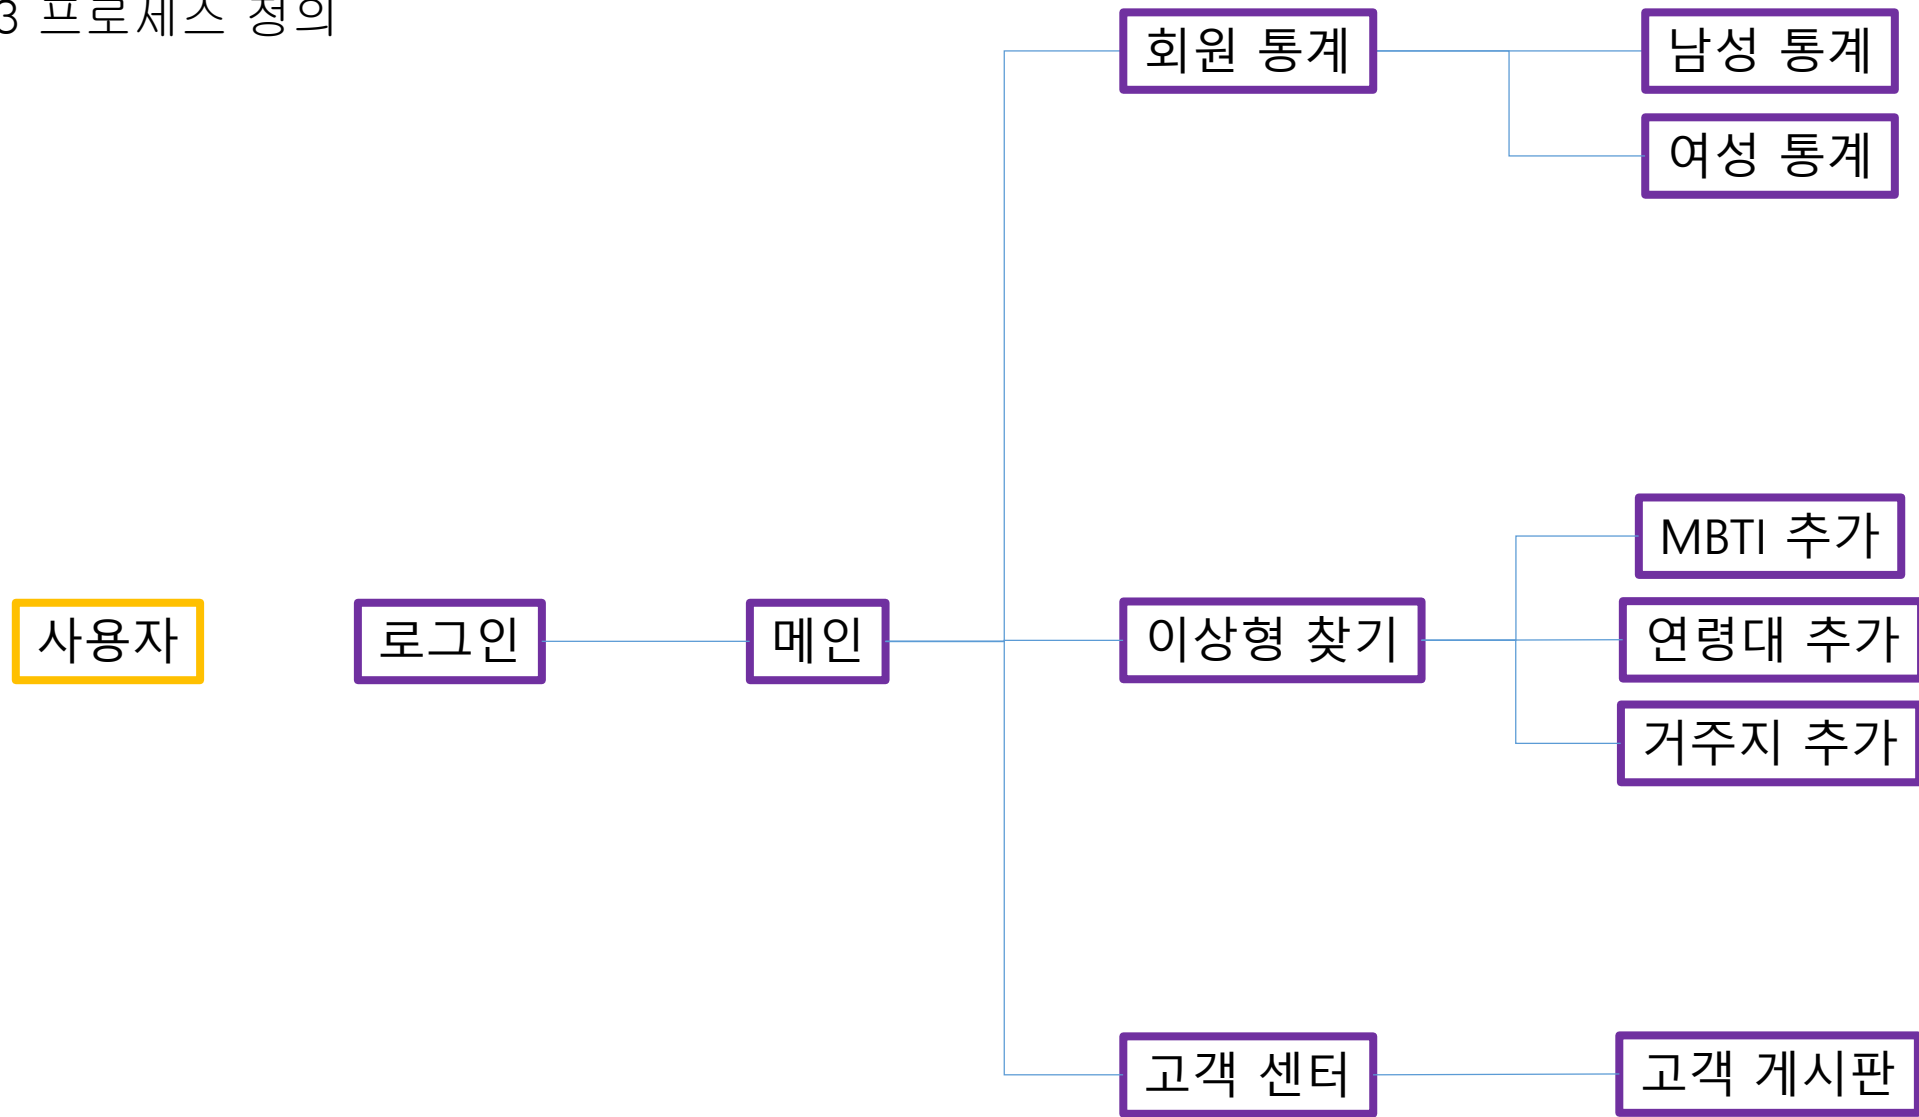 3 프로세스 정의
회원 통계
남성 통계
여성 통계
MBTI 추가
사용자
로그인
메인
이상형 찾기
연령대 추가
거주지 추가
고객 센터
고객 게시판